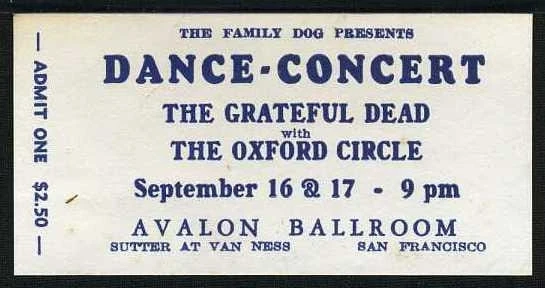 THE FAMILY DOG PRESENTS
DANCE-CONCERT
THE GRATEFUL DEAD
with
THE OXFORD CIRCLE
September 16 & 17 - 9 pm
AVALON BALLROOM
SUTTER AT VAN NESS SAN FRANCISCO
— ADMIT ONE $2.50 —